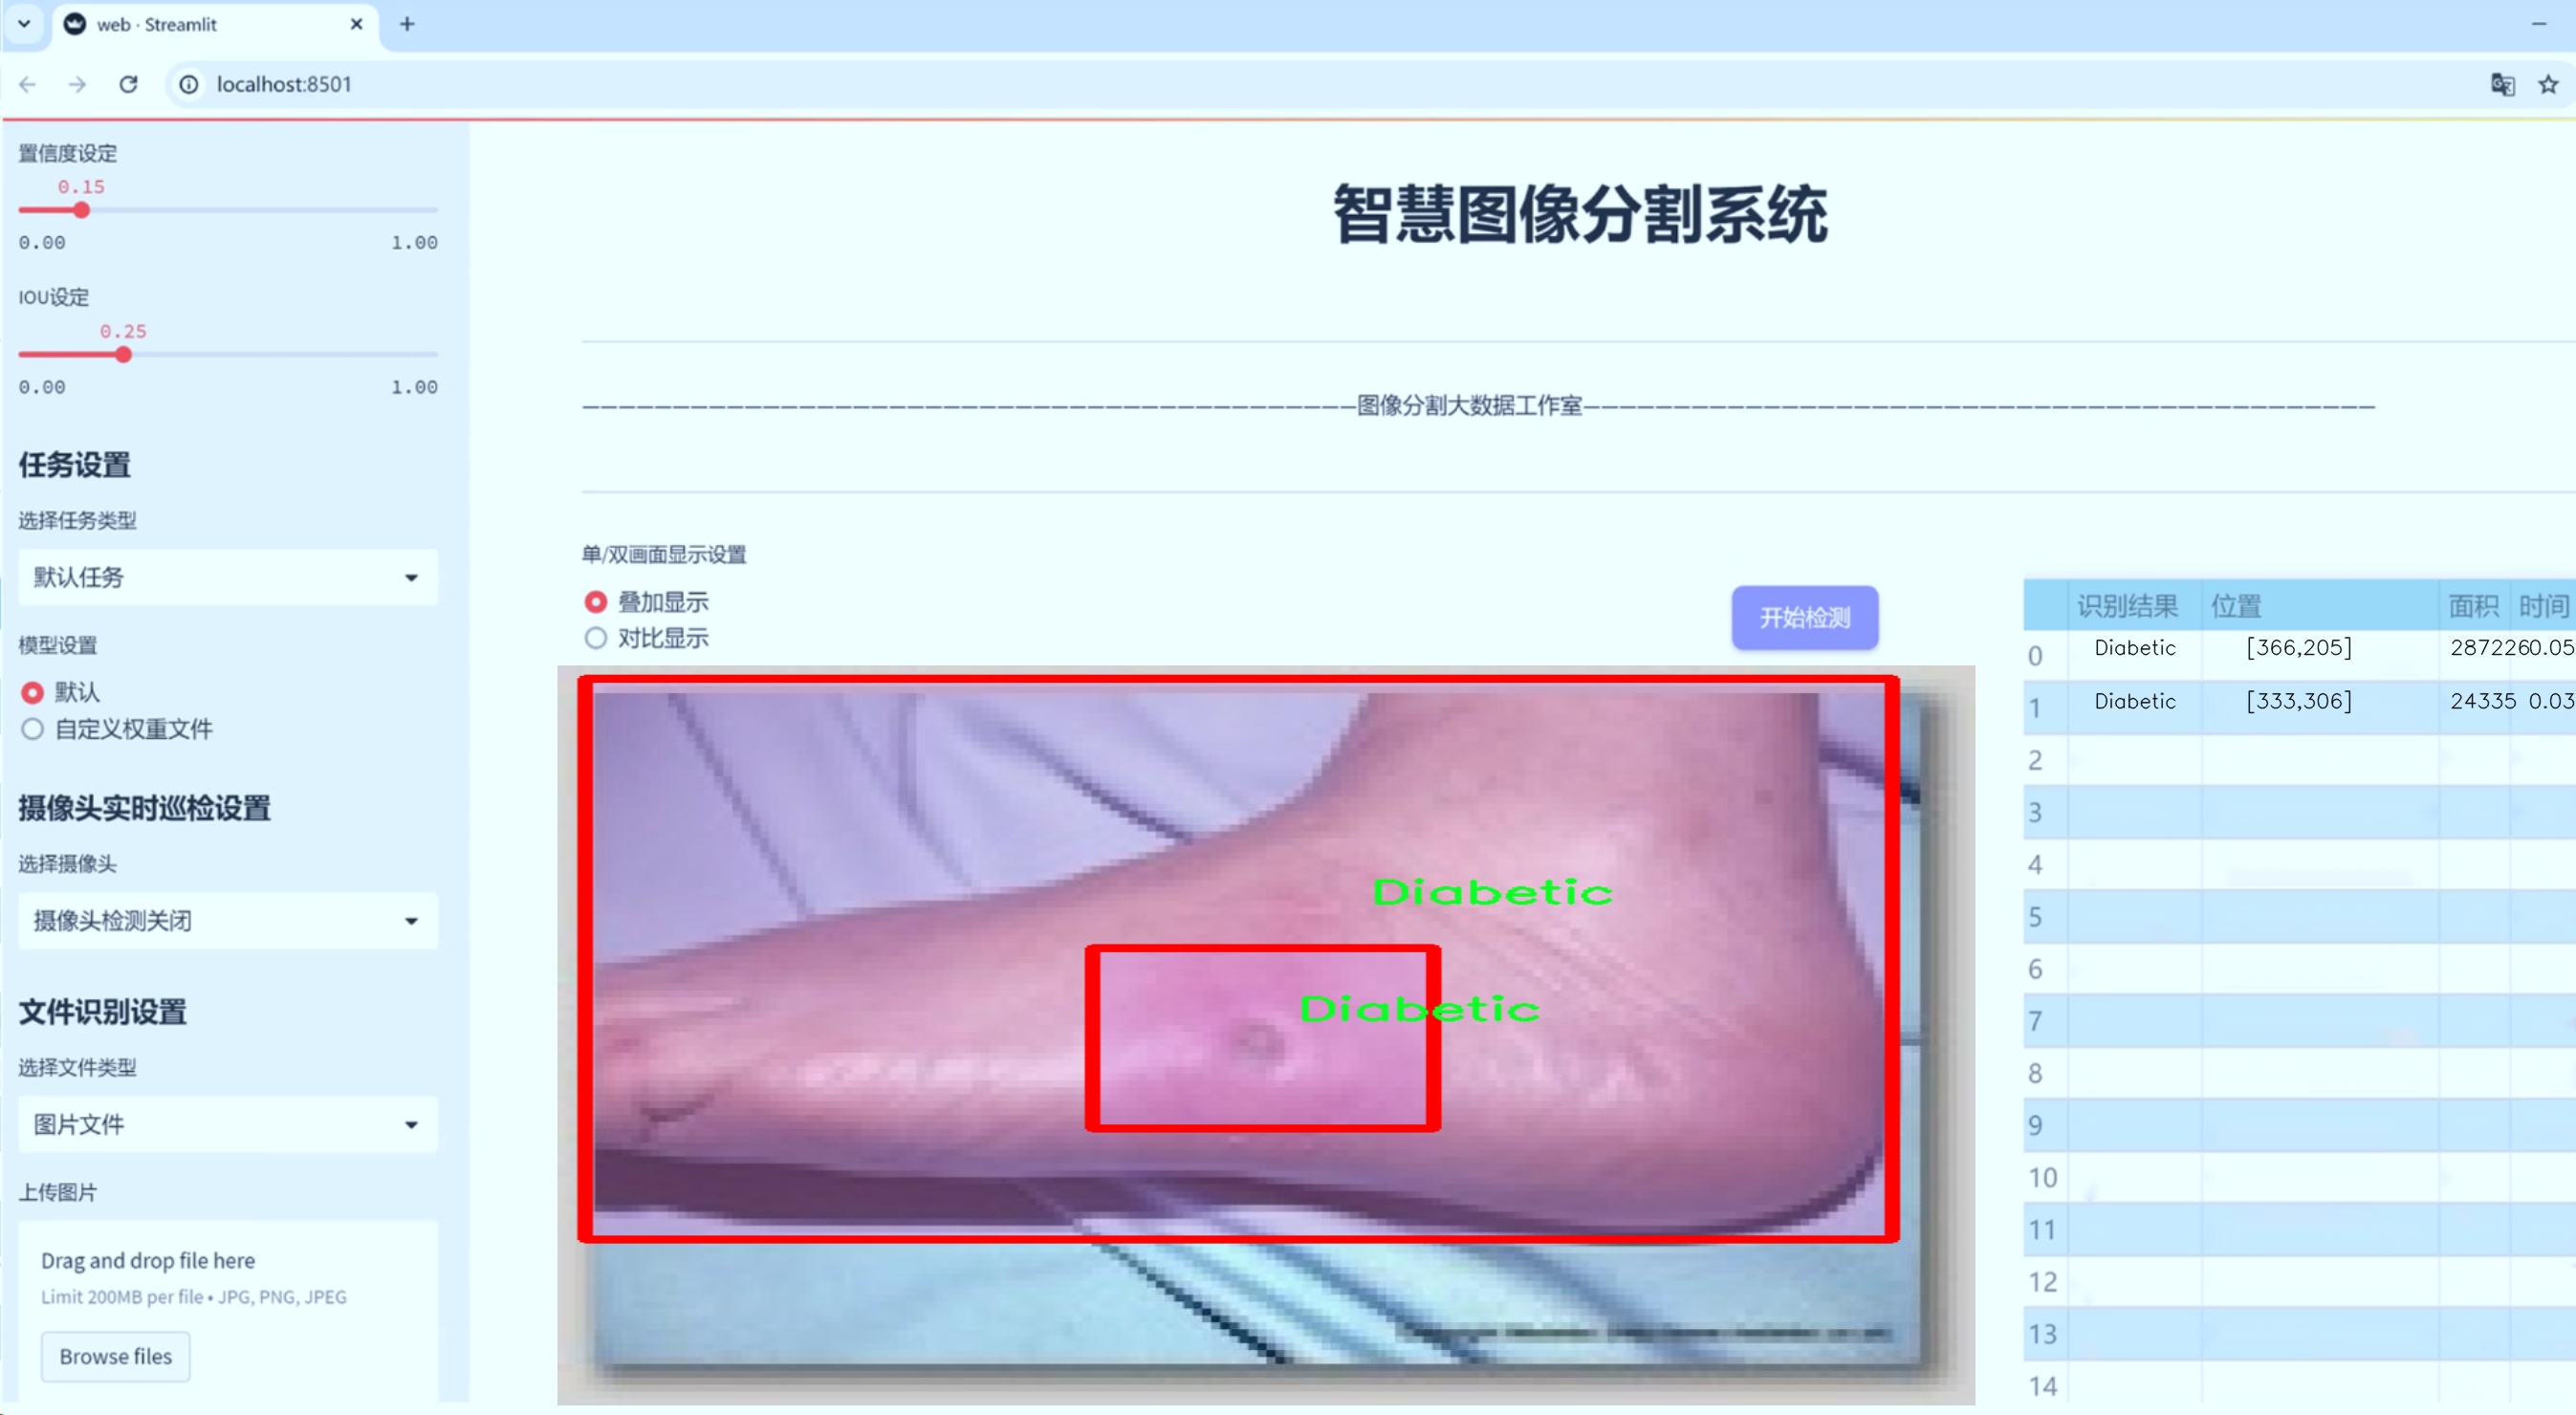 web · Streamlit
localhost:8501
置信度设定
0.15
0.00 1.00
IOU设定
0.25
0.00 1.00
任务设置
选择任务类型
默认任务
模型设置
默认
自定义权重文件
摄像头实时巡检设置
选择摄像头
摄像头检测关闭
文件识别设置
选择文件类型
图片文件
上传图片
Drag and drop file here
Limit 200MB per file • JPG, PNG, JPEG
Browse files
智慧图像分割系统
———————————————————————————————————————————图像分割大数据工作室————————————————————————————————————————————
单/双画面显示设置
叠加显示
对比显示
开始检测
Diabetic
Diabetic
识别结果 位置 面积 时间
0 Diabetic [366,205] 2872260.05
1 Diabetic [333,306] 24335 0.03
2
3
4
5
6
7
8
9
10
11
12
13
14